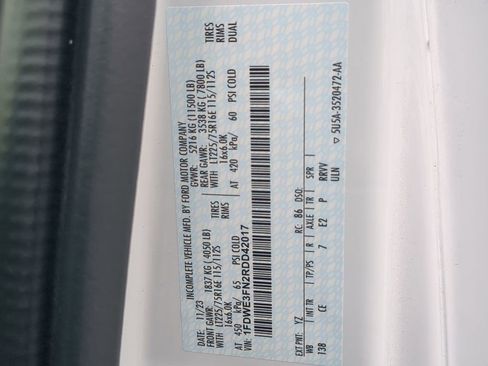 INCOMPLETE VEHICLE MFD. BY FORD MOTOR COMPANY
11/23 GVWR: 5216 KG (11500 LB)
FRONT GAWR: 1837 KG (4050 LB) REAR GAWR: 3538 KG (7800 LB)
WITH LT225/75R16E 115/112S WITH LT225/75R16E 115/112S TIRES
16x6.0K 16x6.0K RIMS
AT 450 kPa/ 65 PSI COLD AT 420 kPa/ 60 PSI COLD DUAL
VIN: 1FDWE3FN2RDD42017
TIRES
RIMS
EXT PNT: YZ RC: 86 DSO:
WB INT TR TP/PS R AXLE TR SPR
138 CE 7 E2 P RRVV
ULN
▽ 5U5A-3520472-AA